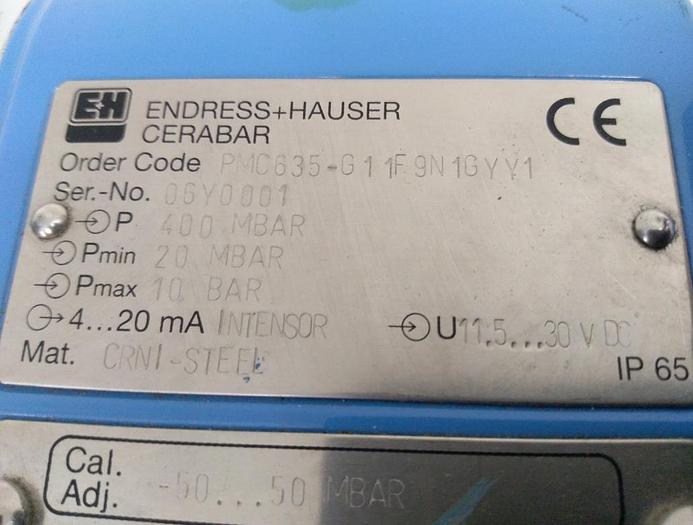 E+H ENDRESS+HAUSER
CERABAR
CE
Order Code PMC635-G11F9N1GYY1
Ser.-No. 06Y0001
P 400 MBAR
Pmin 20 MBAR
Pmax 10 BAR
4...20 mA INTENSOR U 11.5...30 V DC
Mat. CRNI-STEEL IP 65
Cal.
Adj. -50...50 MBAR